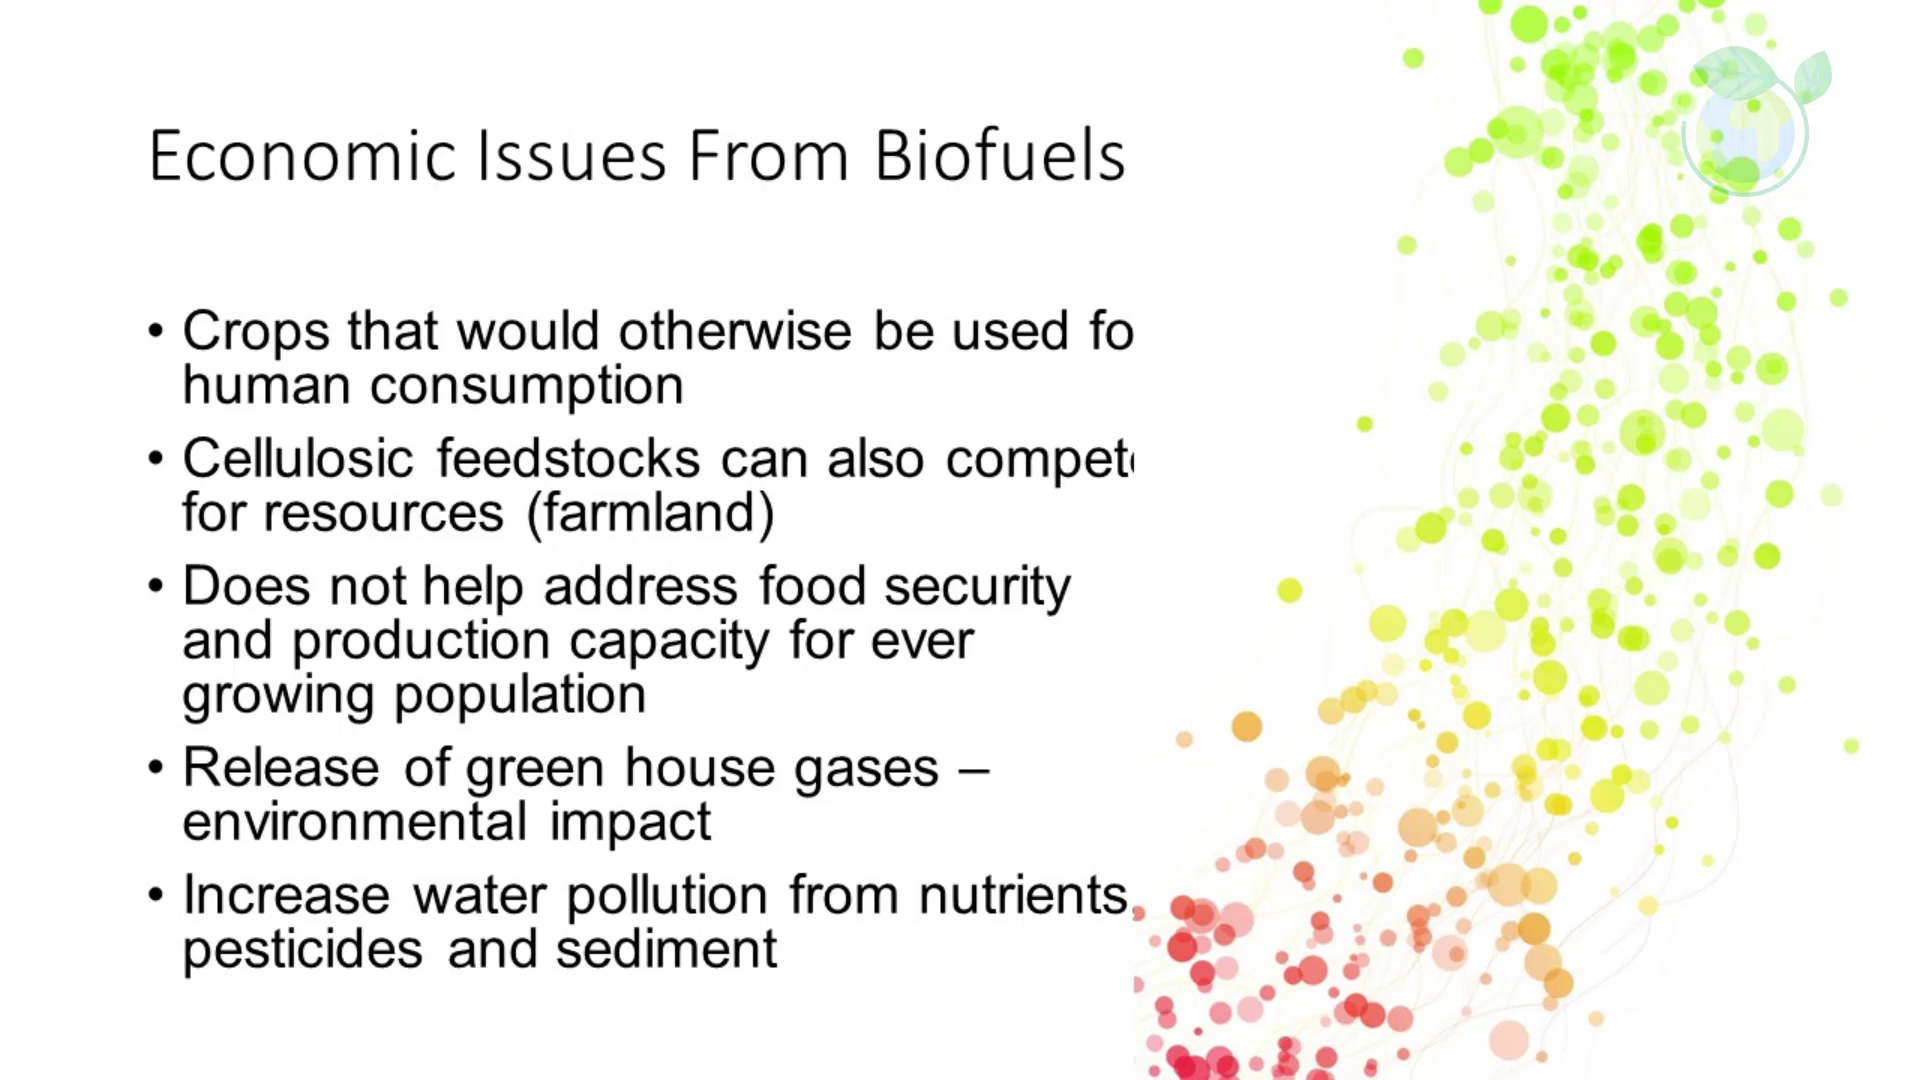 Economic Issues From Biofuels
• Crops that would otherwise be used fo
human consumption
• Cellulosic feedstocks can also compet
for resources (farmland)
• Does not help address food security
and production capacity for ever
growing population
• Release of green house gases –
environmental impact
• Increase water pollution from nutrients,
pesticides and sediment